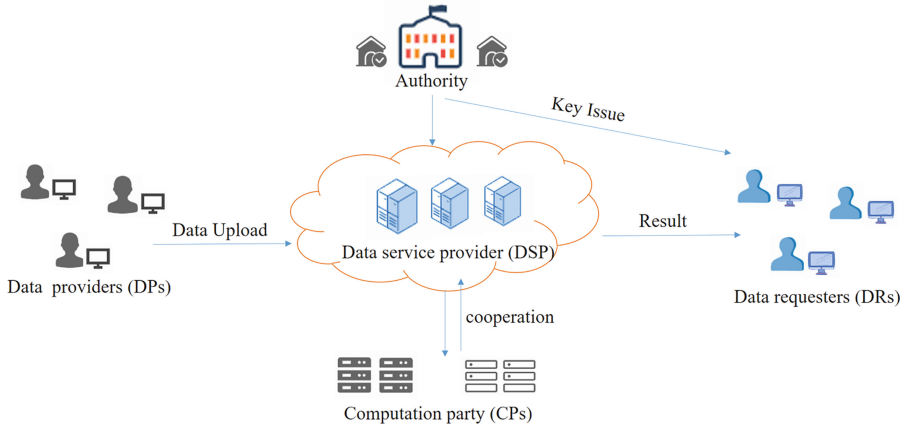 Authority
Key Issue
Data Upload
Data service provider (DSP)
Result
Data providers (DPs)
Data requesters (DRs)
cooperation
Computation party (CPs)